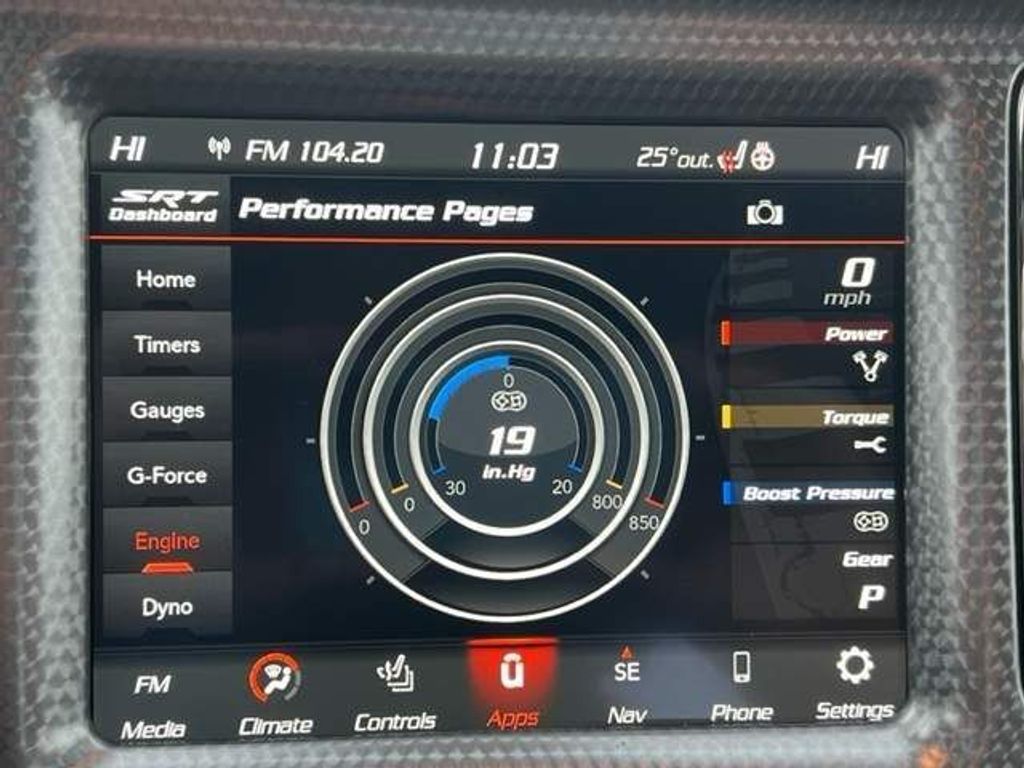 HI FM 104.20 11:03 25°out. HI
SRT
Dashboard
Performance Pages
Home
Timers
Gauges
G-Force
Engine
Dyno
0
19
in.Hg
30
20
0
800
0
850
0
mph
Power
Torque
Boost Pressure
Gear
P
FM
Media
Climate
Controls
ū
Apps
SE
Nav
Phone
Settings